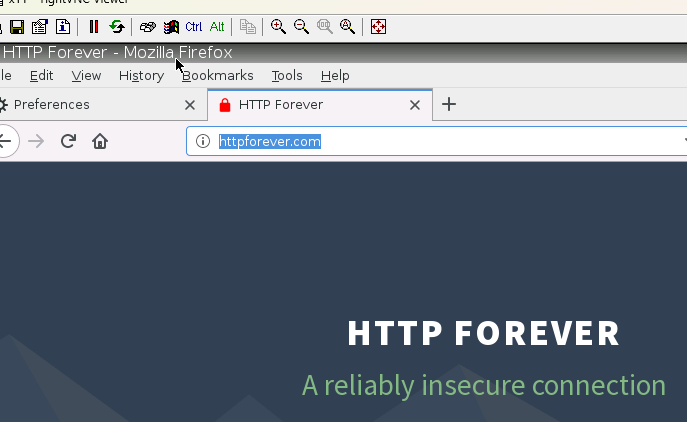 Ctrl Alt
HTTP Forever - Mozilla Firefox
le Edit View History Bookmarks Tools Help
Preferences HTTP Forever
httpforever.com
HTTP FOREVER
A reliably insecure connection